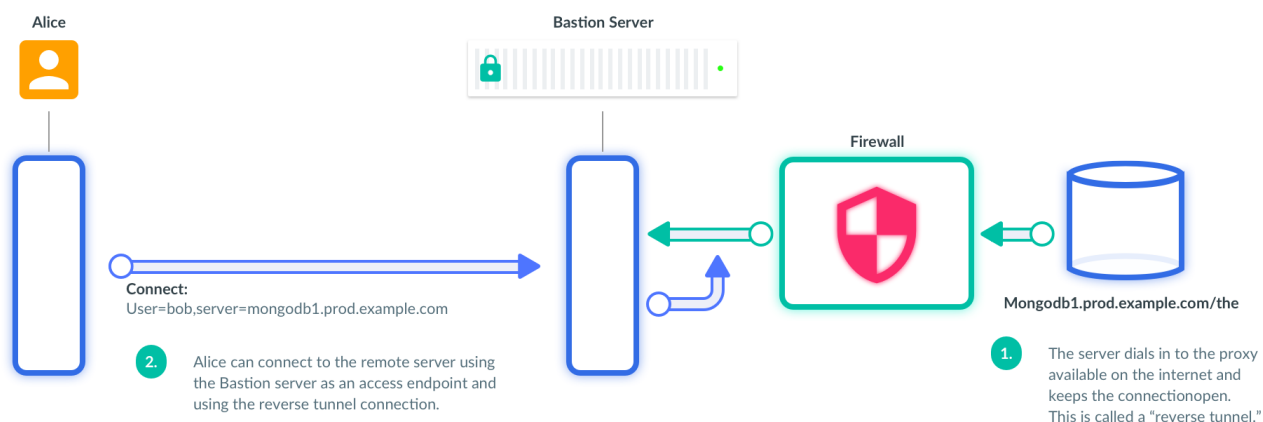 Alice
Bastion Server
Firewall
Connect:
User=bob,server=mongodb1.prod.example.com
Mongodb1.prod.example.com/the
2.
Alice can connect to the remote server using
the Bastion server as an access endpoint and
using the reverse tunnel connection.
1.
The server dials in to the proxy
available on the internet and
keeps the connectionopen.
This is called a “reverse tunnel.”